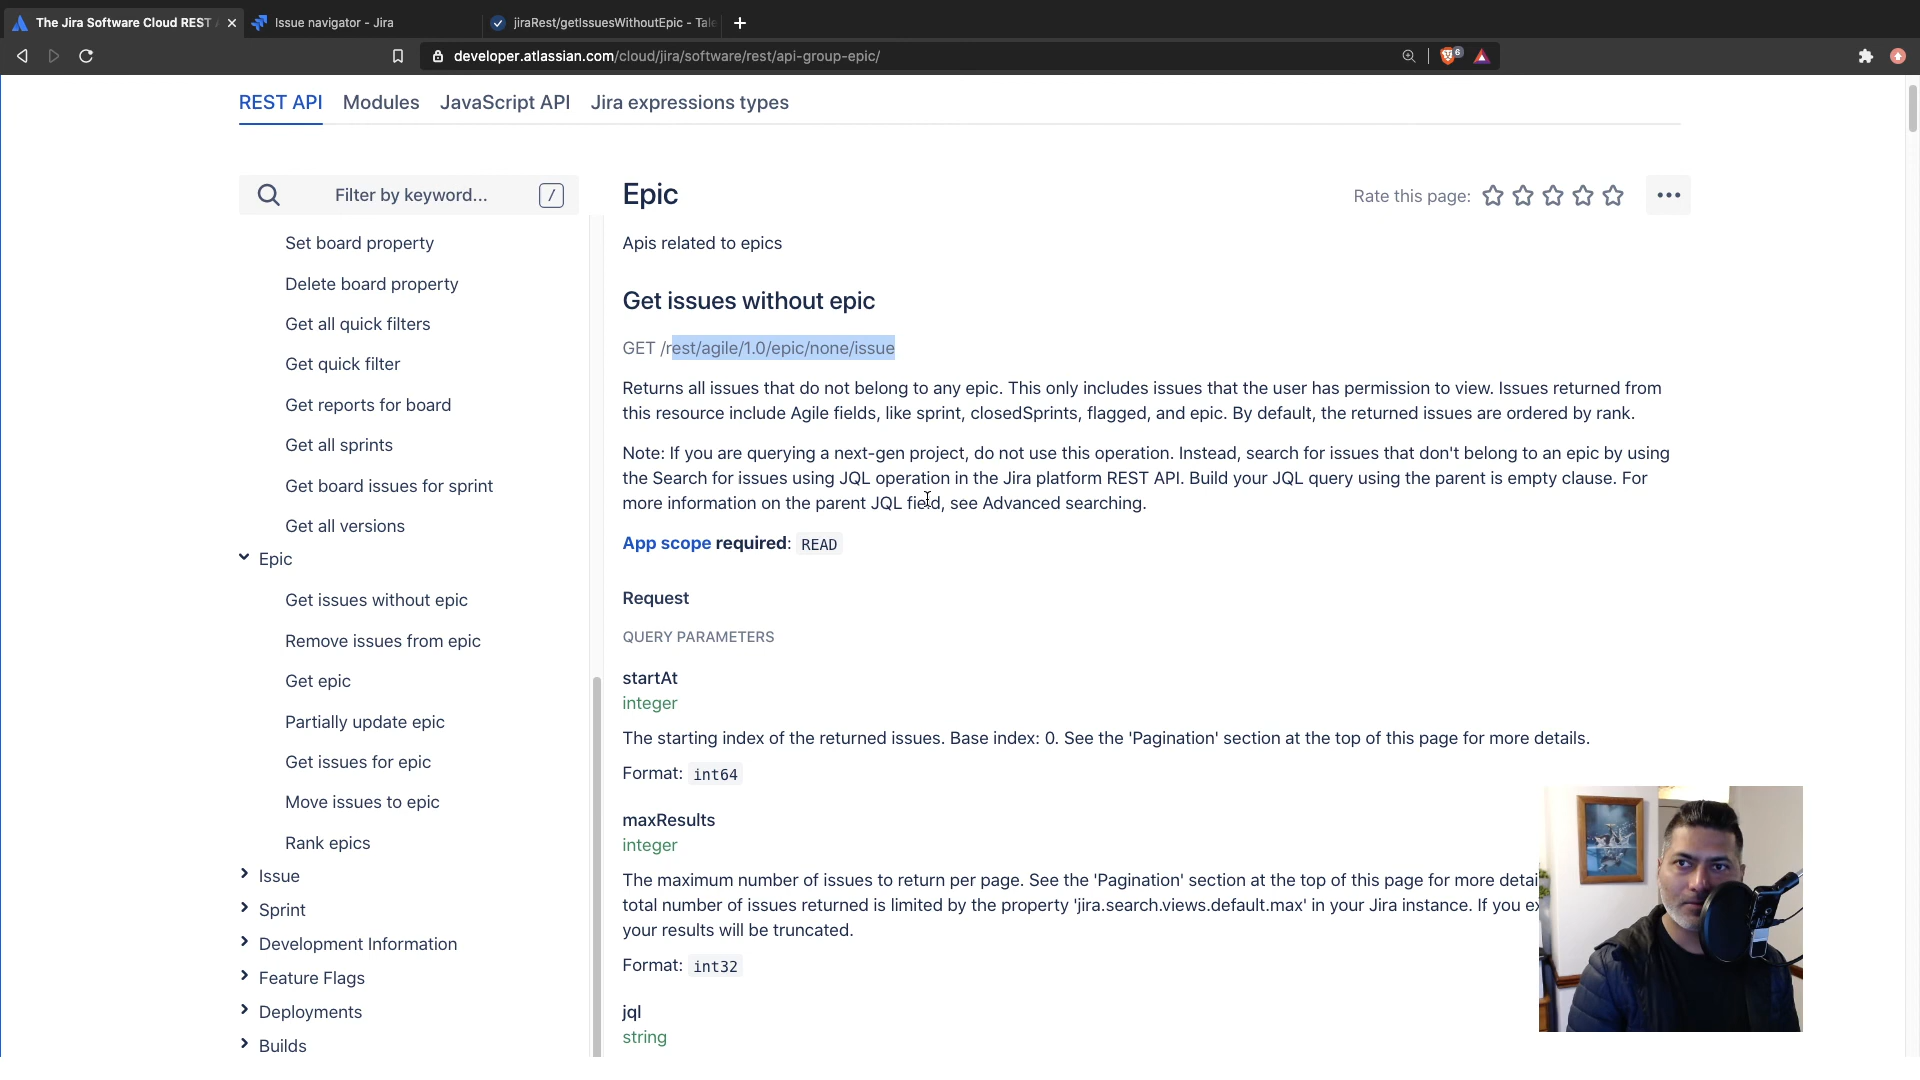 The Jira Software Cloud REST
Issue navigator - Jira
jiraRest/getIssuesWithoutEpic - Tale
developer.atlassian.com/cloud/jira/software/rest/api-group-epic/
6
REST API
Modules
JavaScript API
Jira expressions types
Filter by keyword...
/
Set board property
Delete board property
Get all quick filters
Get quick filter
Get reports for board
Get all sprints
Get board issues for sprint
Get all versions
Epic
Get issues without epic
Remove issues from epic
Get epic
Partially update epic
Get issues for epic
Move issues to epic
Rank epics
Issue
Sprint
Development Information
Feature Flags
Deployments
Builds
Epic
Rate this page:
Apis related to epics
Get issues without epic
GET /rest/agile/1.0/epic/none/issue
Returns all issues that do not belong to any epic. This only includes issues that the user has permission to view. Issues returned from
this resource include Agile fields, like sprint, closedSprints, flagged, and epic. By default, the returned issues are ordered by rank.
Note: If you are querying a next-gen project, do not use this operation. Instead, search for issues that don't belong to an epic by using
the Search for issues using JQL operation in the Jira platform REST API. Build your JQL query using the parent is empty clause. For
more information on the parent JQL field, see Advanced searching.
App scope required: READ
Request
QUERY PARAMETERS
startAt
integer
The starting index of the returned issues. Base index: 0. See the 'Pagination' section at the top of this page for more details.
Format: int64
maxResults
integer
The maximum number of issues to return per page. See the 'Pagination' section at the top of this page for more detai
total number of issues returned is limited by the property 'jira.search.views.default.max' in your Jira instance. If you ex
your results will be truncated.
Format: int32
jql
string